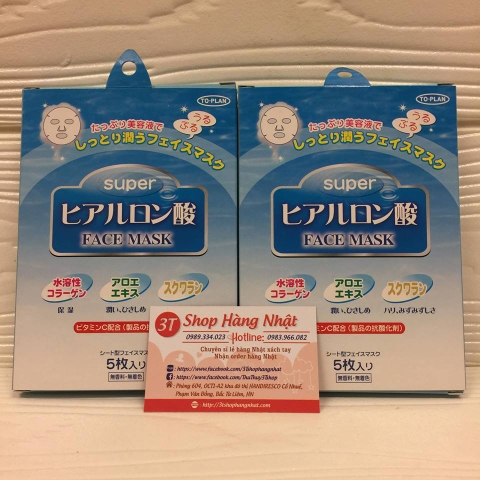 TO-PLAN
たっぷり美容液で
しっとり潤うフェイスマスク
うる
ぷる
super
ヒアルロン酸
FACE MASK
水溶性
コラーゲン
保湿
アロエ
エキス
潤い、ひきしめ
スクワラン
ビタミンC配合(製品の抗酸化剤)
シート型フェイスマスク
5枚入り
無香料・無着色
TO-PLAN
たっぷり美容液で
しっとり潤うフェイスマスク
うる
ぷる
super
ヒアルロン酸
FACE MASK
水溶性
コラーゲン
アロエ
エキス
潤い、ひきしめ
スクワラン
ハリ、みずみずしさ
ビタミンC配合(製品の抗酸化剤)
シート型フェイスマスク
5枚入り
無香料・無着色
3T Shop Hàng Nhật
0989.334.023 - Hotline: 0983.966.082
Chuyên sỉ lẻ hàng Nhật xách tay
Nhận order hàng Nhật
: https://www.facebook.com/3Tshophangnhat
: https://www.facebook.com/ThuThuy3Tshop
: Phòng 604, OCT1-A2 khu đô thị HANDIRESCO Cổ Nhuế,
Phạm Văn Đồng, Bắc Từ Liêm, HN
http://3tshophangnhat.com